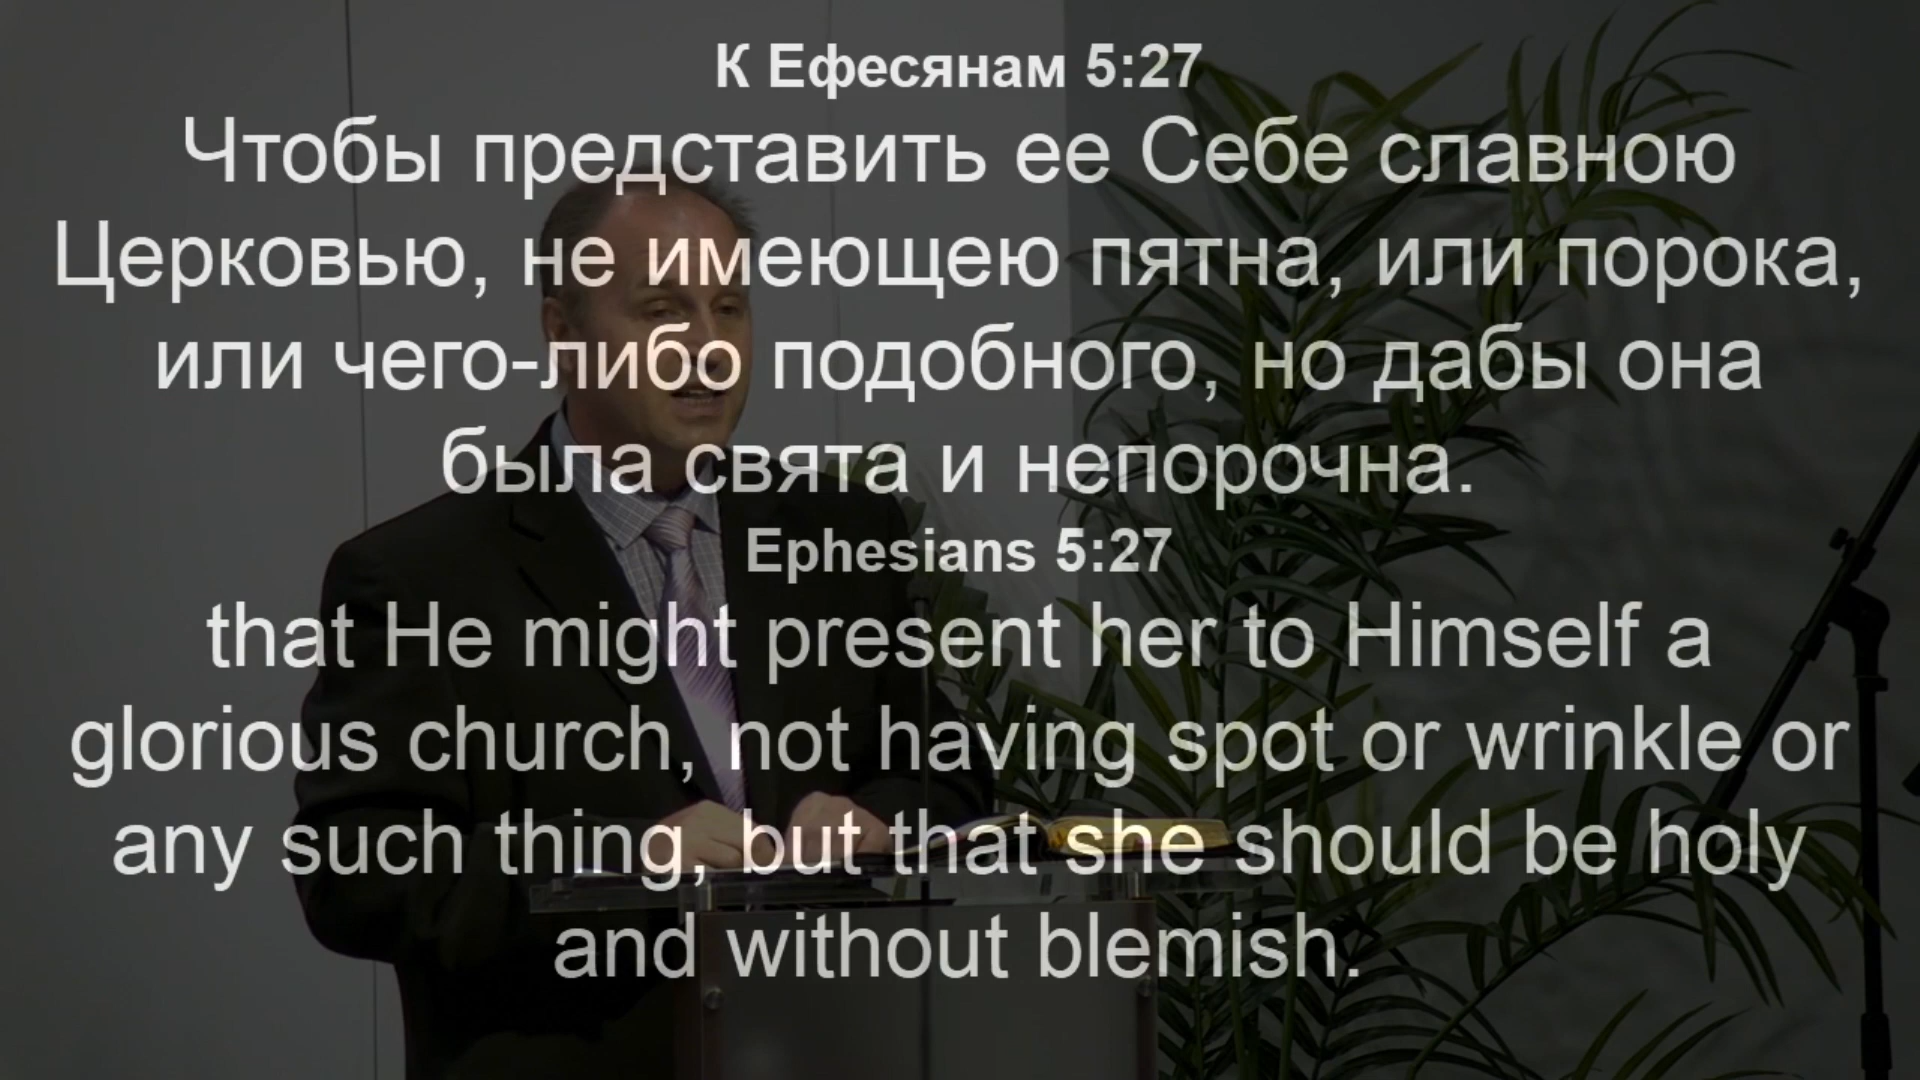 К Ефесянам 5:27
Чтобы представить ее Себе славною
Церковью, не имеющею пятна, или порока,
или чего-либо подобного, но дабы она
была свята и непорочна.
Ephesians 5:27
that He might present her to Himself a
glorious church, not having spot or wrinkle or
any such thing, but that she should be holy
and without blemish.